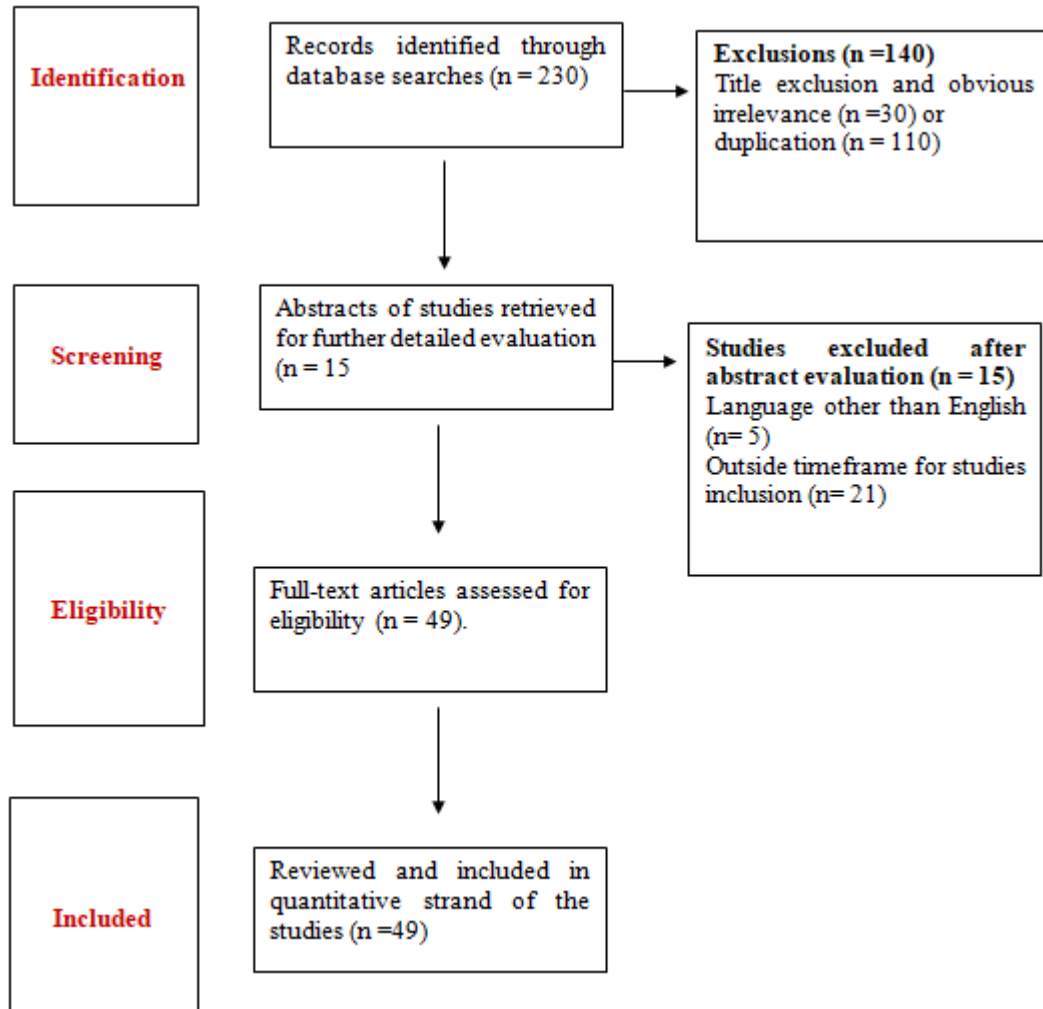 Identification
Records identified through
database searches (n = 230)
Exclusions (n =140)
Title exclusion and obvious
irrelevance (n =30) or
duplication (n = 110)
Screening
Abstracts of studies retrieved
for further detailed evaluation
(n = 15
Studies excluded after
abstract evaluation (n = 15)
Language other than English
(n= 5)
Outside timeframe for studies
inclusion (n= 21)
Eligibility
Full-text articles assessed for
eligibility (n = 49).
Included
Reviewed and included in
quantitative strand of the
studies (n =49)